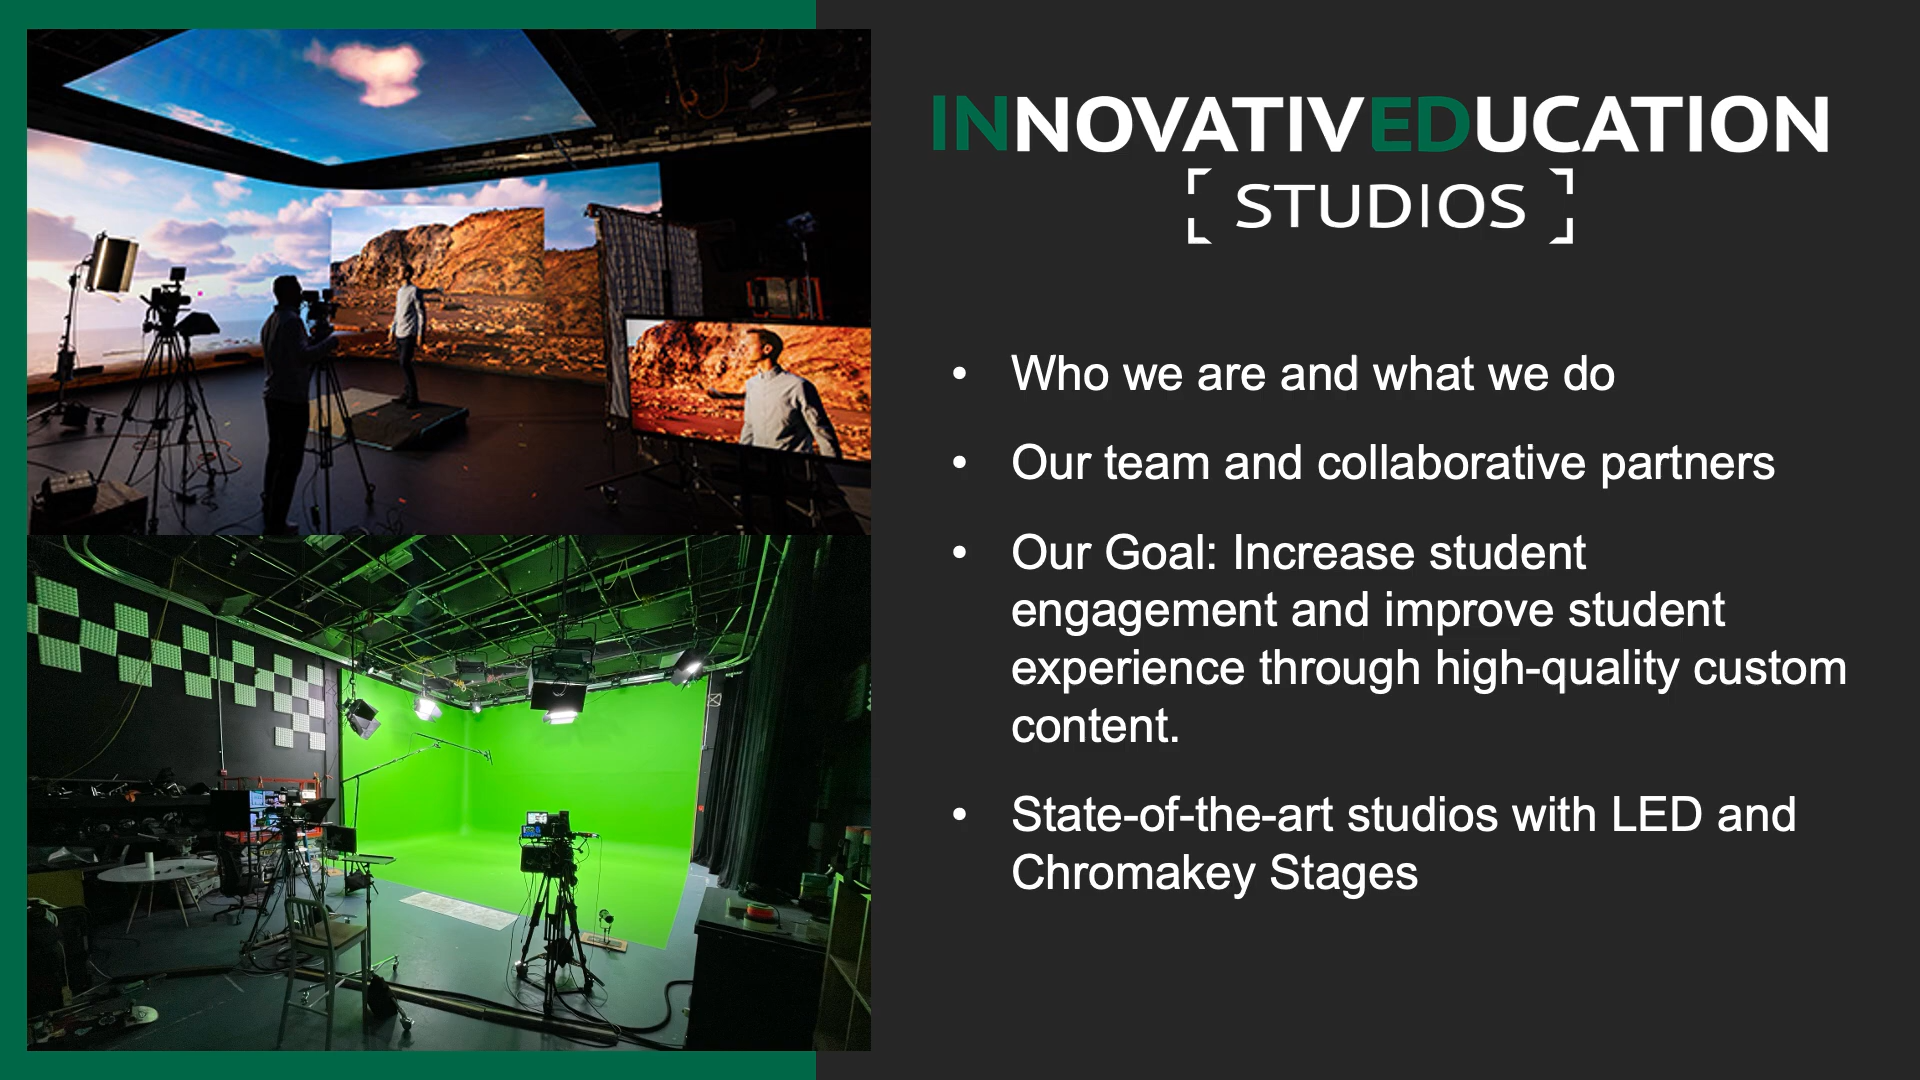 INNOVATIVEDUCATION
STUDIOS
• Who we are and what we do
• Our team and collaborative partners
• Our Goal: Increase student
engagement and improve student
experience through high-quality custom
content.
• State-of-the-art studios with LED and
Chromakey Stages